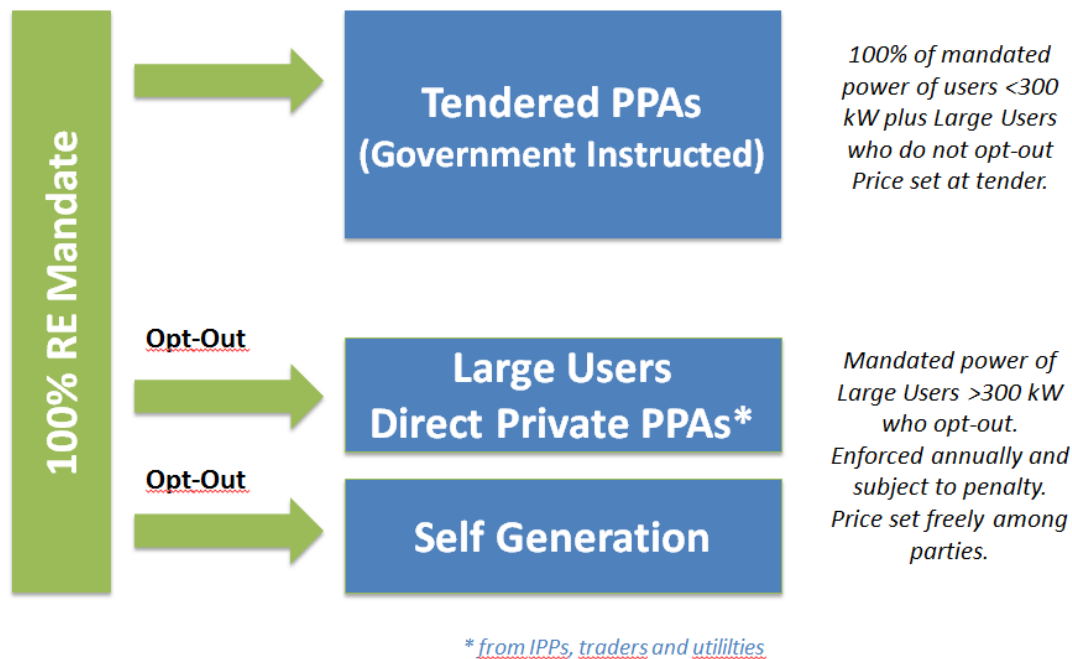 100% RE Mandate
Tendered PPAs
(Government Instructed)
100% of mandated
power of users <300
kW plus Large Users
who do not opt-out
Price set at tender.
Opt-Out
Large Users
Direct Private PPAs*
Opt-Out
Self Generation
Mandated power of
Large Users >300 kW
who opt-out.
Enforced annually and
subject to penalty.
Price set freely among
parties.
* from IPPs, traders and utililties